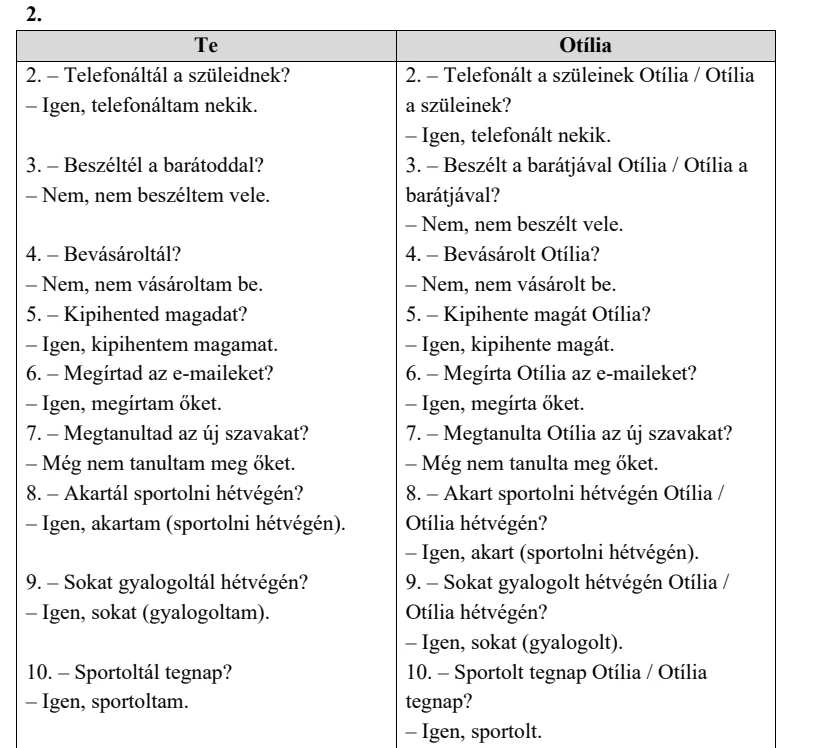 2.
Te
Otília
2. – Telefonáltál a szüleidnek?
– Igen, telefonáltam nekik.
3. – Beszéltél a barátoddal?
– Nem, nem beszéltem vele.
4. – Bevásároltál?
– Nem, nem vásároltam be.
5. – Kipihented magadat?
– Igen, kipihentem magamat.
6. – Megírtad az e-maileket?
– Igen, megírtam őket.
7. – Megtanultad az új szavakat?
– Még nem tanultam meg őket.
8. – Akartál sportolni hétvégén?
– Igen, akartam (sportolni hétvégén).
9. – Sokat gyalogoltál hétvégén?
– Igen, sokat (gyalogoltam).
10. – Sportoltál tegnap?
– Igen, sportoltam.
2. – Telefonált a szüleinek Otília / Otília
a szüleinek?
– Igen, telefonált nekik.
3. – Beszélt a barátjával Otília / Otília a
barátjával?
– Nem, nem beszélt vele.
4. – Bevásárolt Otília?
– Nem, nem vásárolt be.
5. – Kipihente magát Otília?
– Igen, kipihente magát.
6. – Megírta Otília az e-maileket?
– Igen, megírta őket.
7. – Megtanulta Otília az új szavakat?
– Még nem tanulta meg őket.
8. – Akart sportolni hétvégén Otília /
Otília hétvégén?
– Igen, akart (sportolni hétvégén).
9. – Sokat gyalogolt hétvégén Otília /
Otília hétvégén?
– Igen, sokat (gyalogolt).
10. – Sportolt tegnap Otília / Otília
tegnap?
– Igen, sportolt.